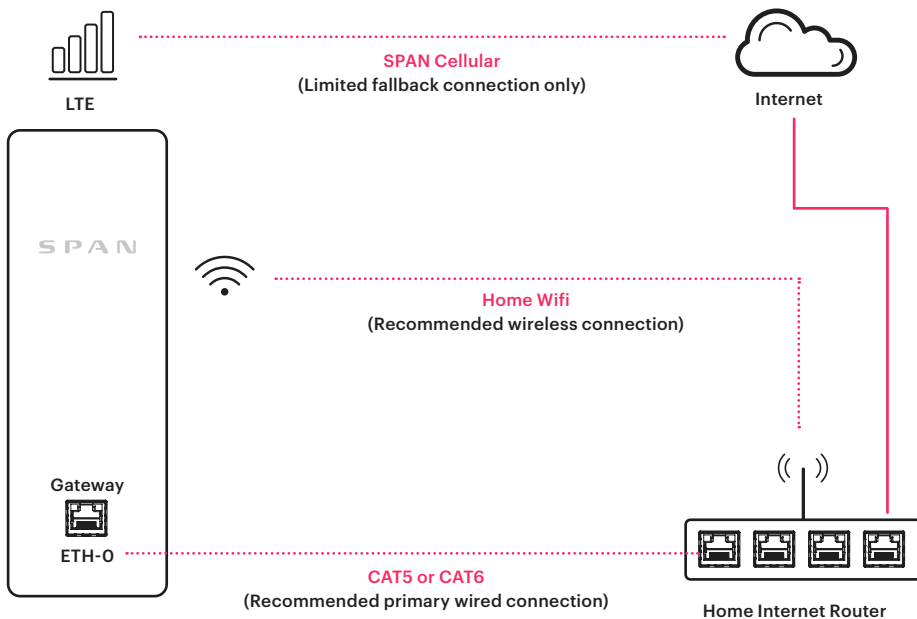 SPAN Cellular
(Limited fallback connection only)
LTE
Internet
SPAN
Home Wifi
(Recommended wireless connection)
Gateway
ETH-0
CAT5 or CAT6
(Recommended primary wired connection)
Home Internet Router